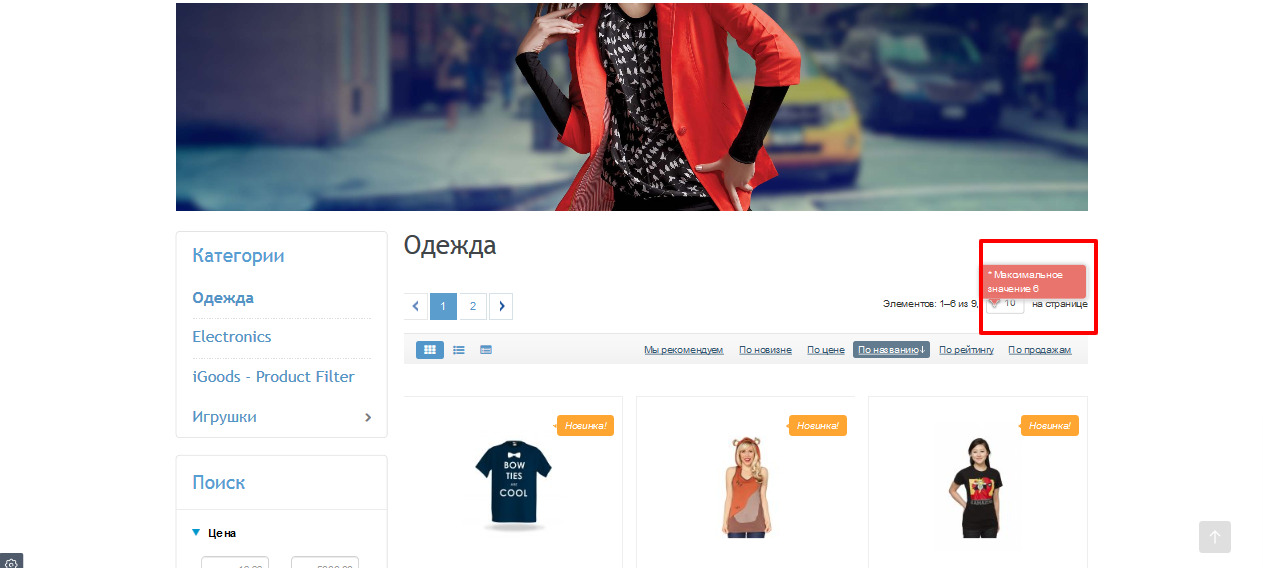 Категории
Одежда
Electronics
iGoods - Product Filter
Игрушки
Поиск
Цена
Одежда
* Максимальное
значение 6
1 2
Элементов: 1–6 из 9, 10 на странице
Мы рекомендуем По новизне По цене По названию↓ По рейтингу По продажам
Новинка! Новинка! Новинка!
BOW
TIES
COOL